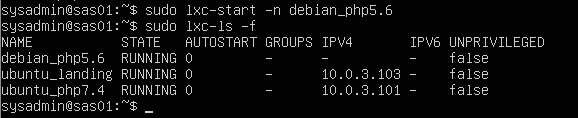 sysadmin@sas01:~$ sudo lxc-start -n debian_php5.6
sysadmin@sas01:~$ sudo lxc-ls -f
NAME           STATE   AUTOSTART GROUPS IPV4       IPV6 UNPRIVILEGED
debian_php5.6  RUNNING 0         -      -          -    false
ubuntu_landing RUNNING 0         -      10.0.3.103 -    false
ubuntu_php7.4  RUNNING 0         -      10.0.3.101 -    false
sysadmin@sas01:~$ _